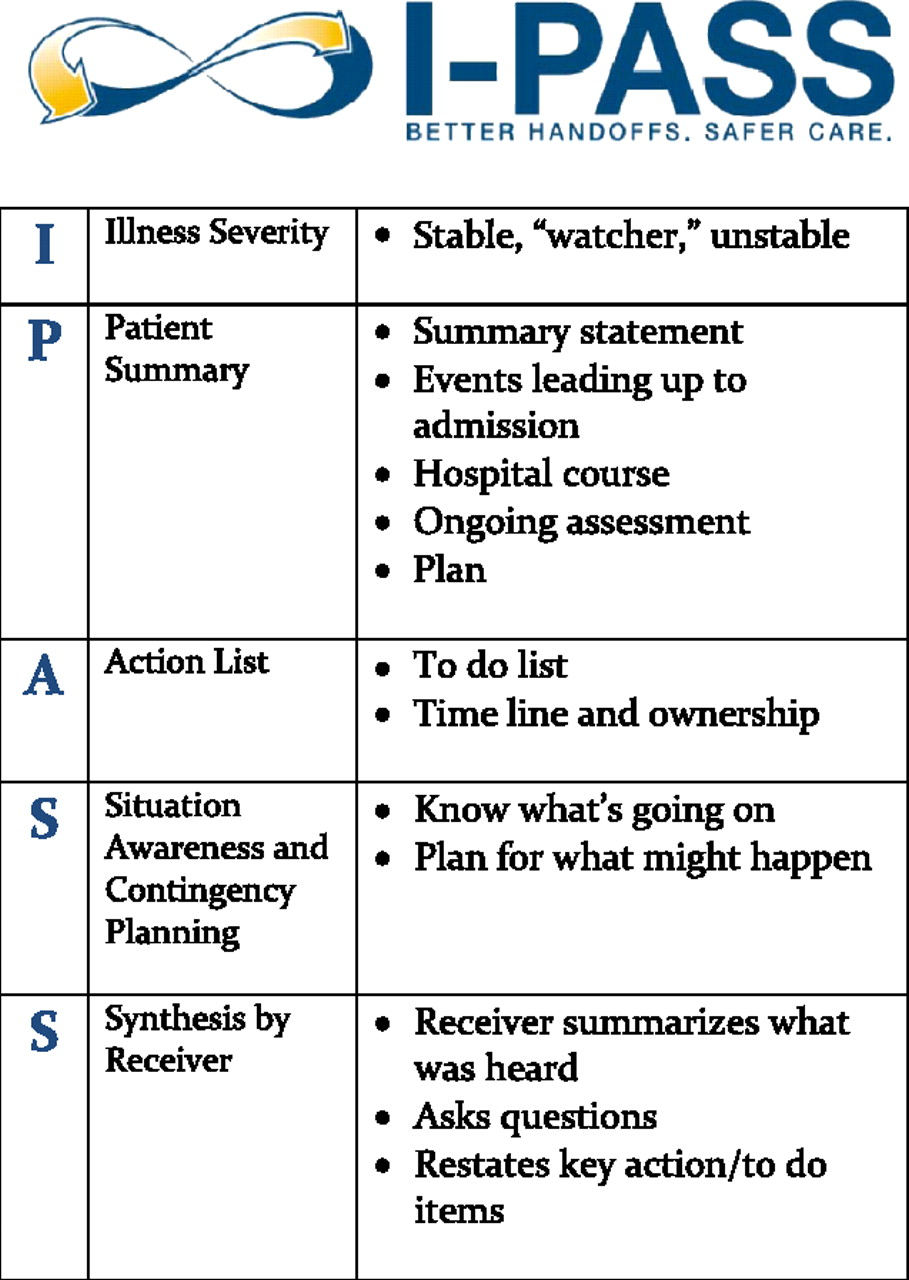 I-PASS
BETTER HANDOFFS. SAFER CARE.
I
Illness Severity
• Stable, “watcher,” unstable
P
Patient
Summary
• Summary statement
• Events leading up to
admission
• Hospital course
• Ongoing assessment
• Plan
A
Action List
• To do list
• Time line and ownership
S
Situation
Awareness and
Contingency
Planning
• Know what’s going on
• Plan for what might happen
S
Synthesis by
Receiver
• Receiver summarizes what
was heard
• Asks questions
• Restates key action/to do
items